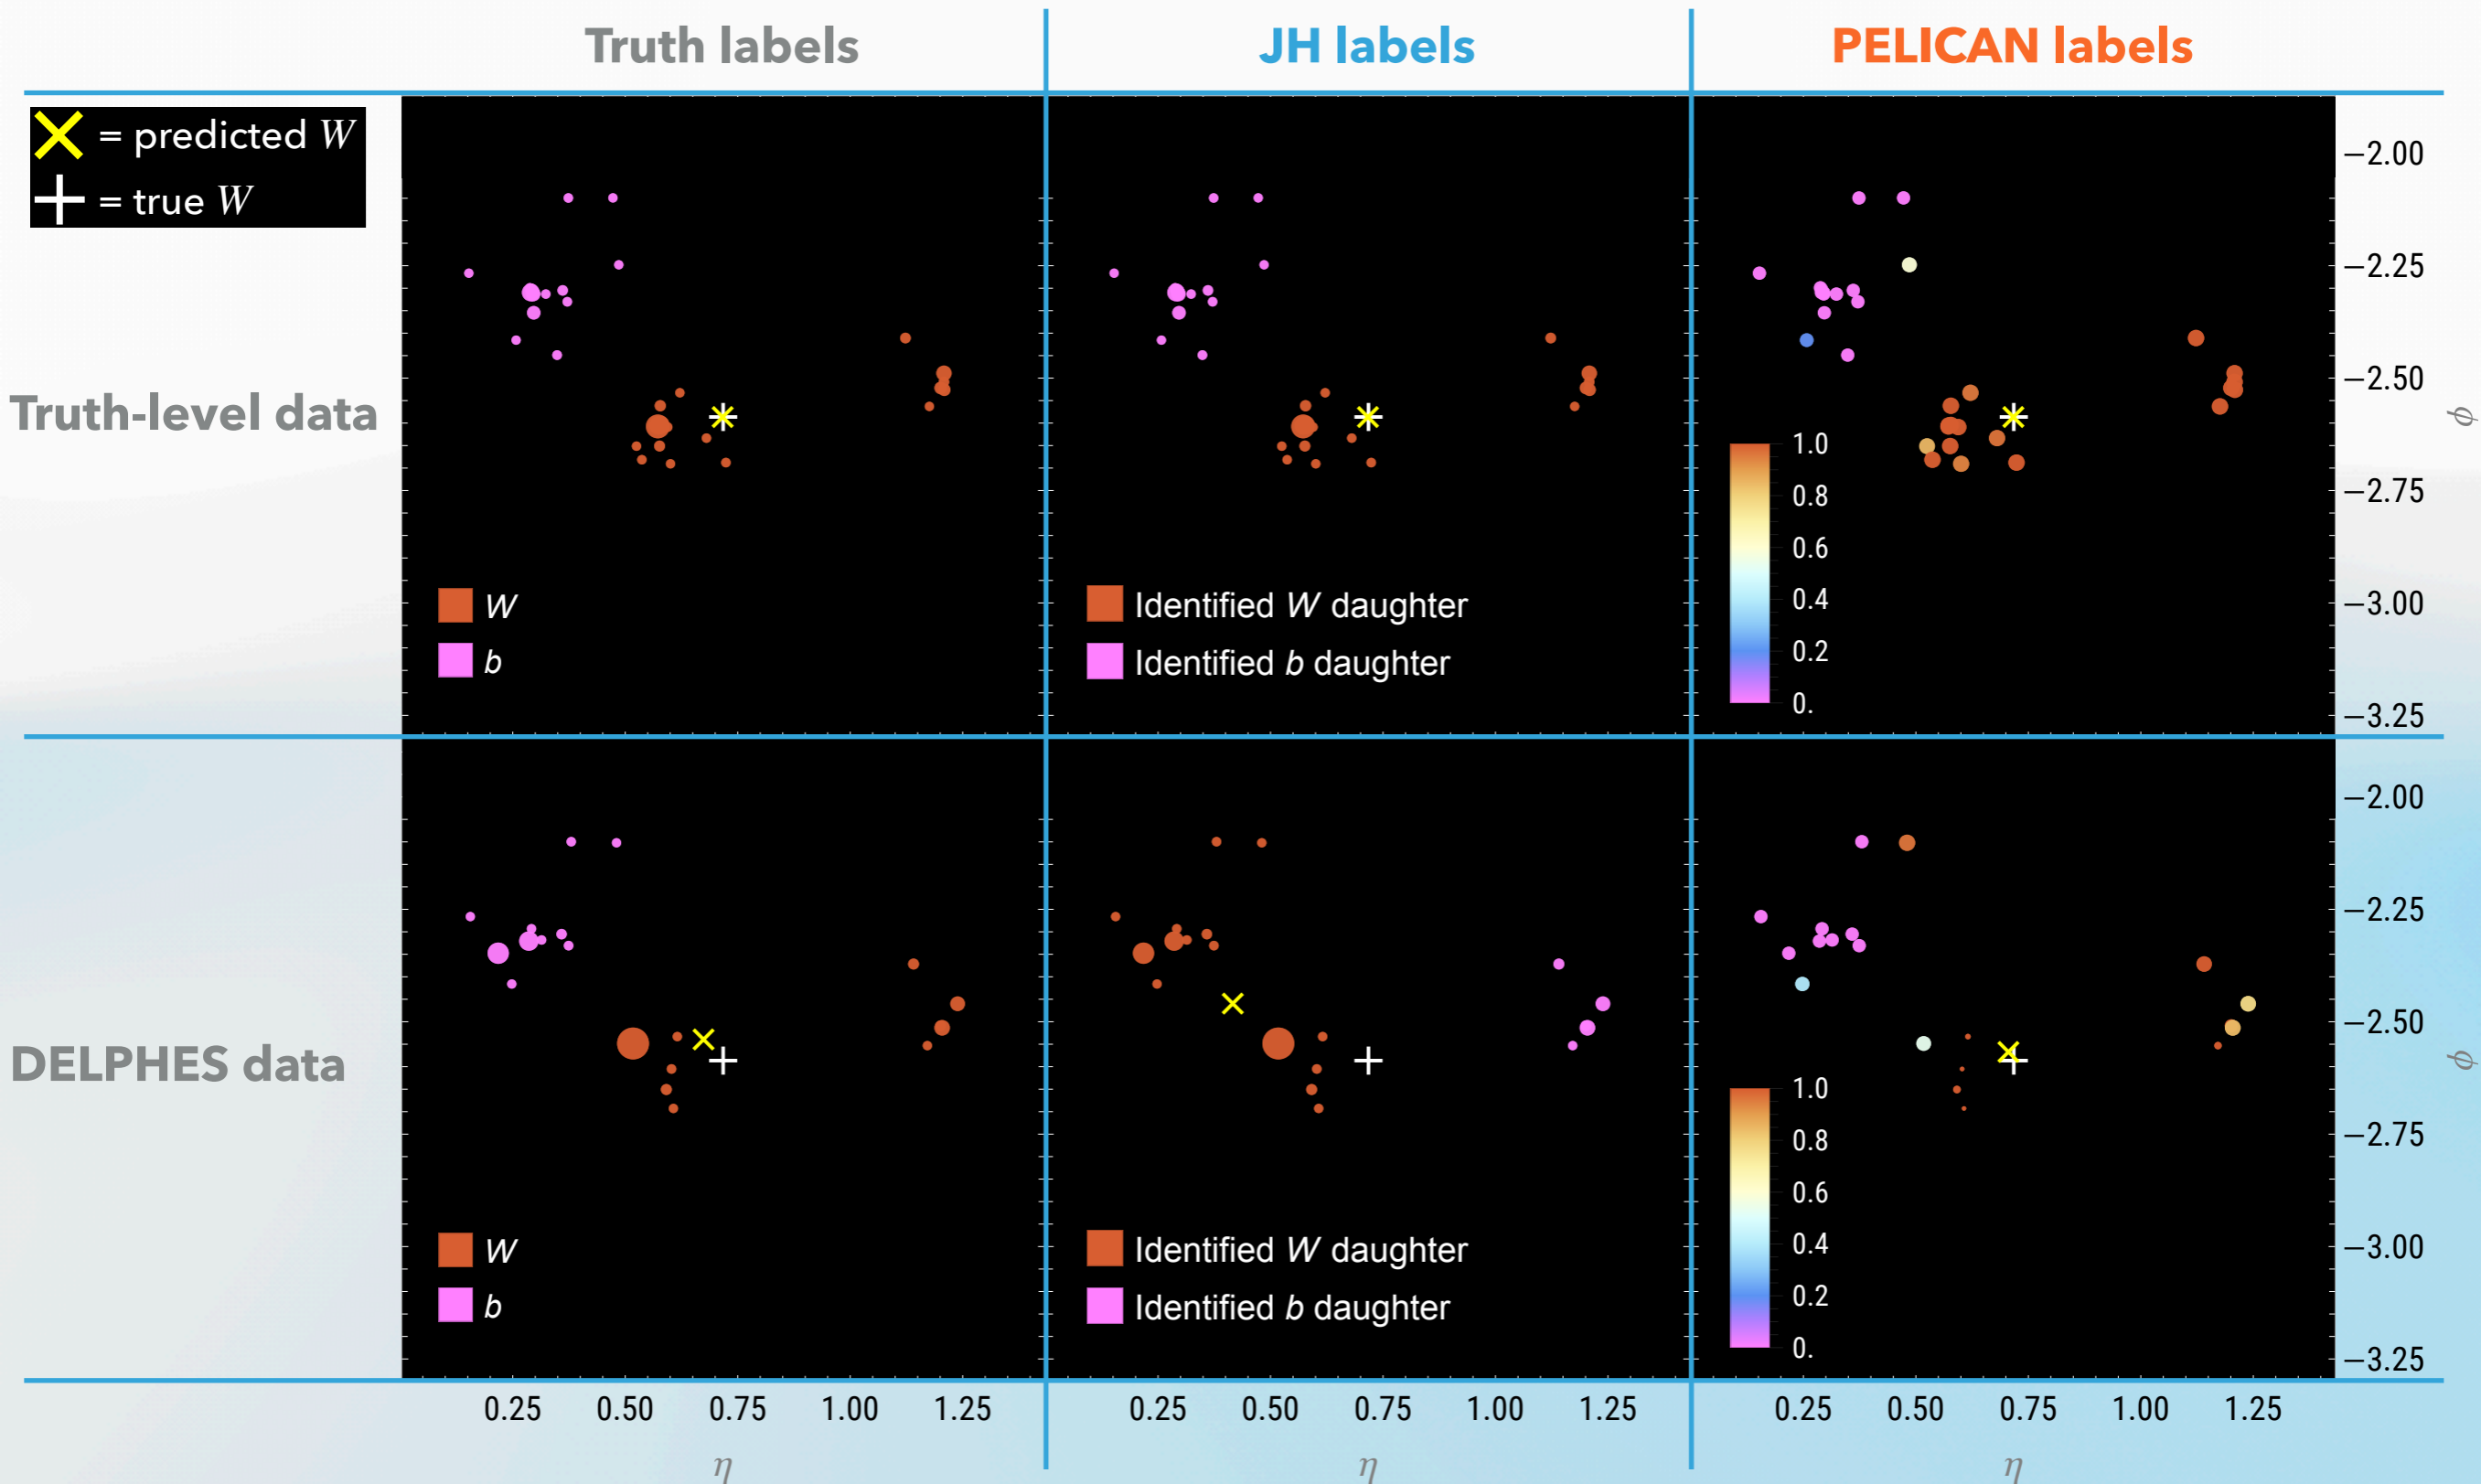 Truth labels
JH labels
PELICAN labels
= predicted W
= true W
Truth-level data
W
b
Identified W daughter
Identified b daughter
1.0
0.8
0.6
0.4
0.2
0.
−2.00
−2.25
−2.50
−2.75
−3.00
−3.25
ϕ
DELPHES data
W
b
Identified W daughter
Identified b daughter
1.0
0.8
0.6
0.4
0.2
0.
−2.00
−2.25
−2.50
−2.75
−3.00
−3.25
ϕ
0.25 0.50 0.75 1.00 1.25
0.25 0.50 0.75 1.00 1.25
0.25 0.50 0.75 1.00 1.25
η
η
η